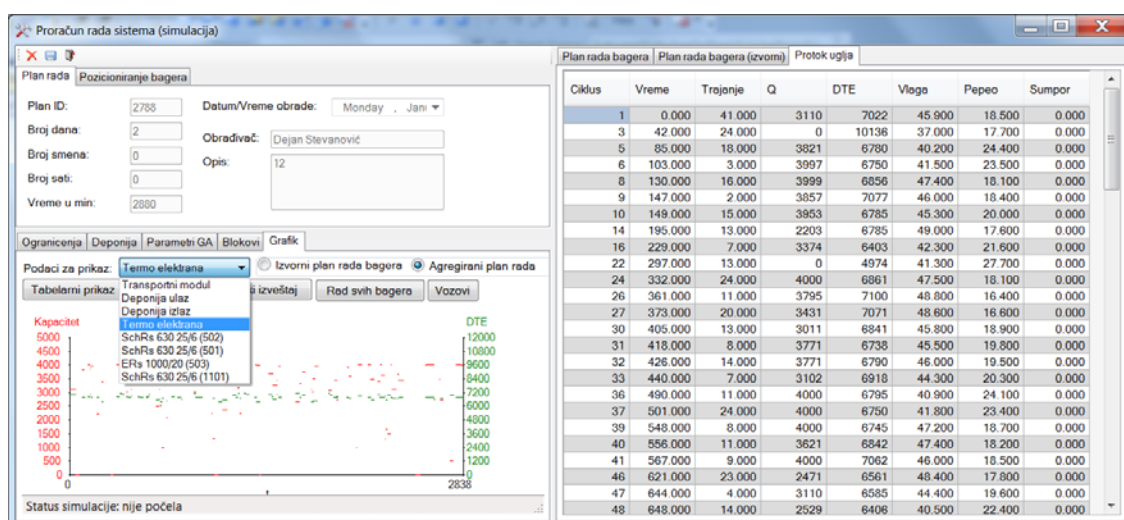 Proračun rada sistema (simulacija)
Plan rada Pozicioniranje bagera
Plan ID: 2788 Datum/Vreme obrade: Monday , Janı
Broj dana: 2
Obrađivač: Dejan Stevanović
Broj smena: 0
Opis: 12
Broj sati: 0
Vreme u min: 2880
Ogranicenja Deponija Parametri GA Blokovi Grafik
Podaci za prikaz: Termo elektrana Izvorni plan rada bagera Agregirani plan rada
Tabelarni prikaz izveštaj Rad svih bagera Vozovi
Transportni modul
Deponija ulaz
Deponija izlaz
Termo elektrana
SchRs 630 25/6 (502)
SchRs 630 25/6 (501)
ERs 1000/20 (503)
SchRs 630 25/6 (1101)
Kapacitet DTE
5000 12000
4500 10800
4000 9600
3500 8400
3000 7200
2500 6000
2000 4800
1500 3600
1000 2400
500 1200
0 0
0 2838
Status simulacije: nije počela
Plan rada bagera Plan rada bagera (izvorni) Protok uglja
Ciklus Vreme Trajanje Q DTE Vlaga Pepeo Sumpor
1 0.000 41.000 3110 7022 45.900 18.500 0.000
3 42.000 24.000 0 10136 37.000 17.700 0.000
5 85.000 18.000 3821 6780 40.200 24.400 0.000
6 103.000 3.000 3997 6750 41.500 23.500 0.000
8 130.000 16.000 3999 6856 47.400 18.100 0.000
9 147.000 2.000 3857 7077 46.000 18.400 0.000
10 149.000 15.000 3953 6785 45.300 20.000 0.000
14 195.000 13.000 2203 6785 49.000 17.600 0.000
16 229.000 7.000 3374 6403 42.300 21.600 0.000
22 297.000 13.000 0 4974 41.300 27.700 0.000
24 332.000 24.000 4000 6861 47.500 18.100 0.000
26 361.000 11.000 3795 7100 48.800 16.400 0.000
27 373.000 20.000 3431 7071 48.600 16.600 0.000
30 405.000 13.000 3011 6841 45.800 18.900 0.000
31 418.000 8.000 3771 6738 45.500 19.800 0.000
32 426.000 14.000 3771 6790 46.000 19.500 0.000
33 440.000 7.000 3102 6918 44.300 20.300 0.000
36 490.000 11.000 4000 6795 40.900 24.100 0.000
37 501.000 24.000 4000 6750 41.800 23.400 0.000
39 548.000 8.000 4000 6745 47.200 18.700 0.000
40 556.000 11.000 3621 6842 47.400 18.200 0.000
41 567.000 9.000 4000 7062 46.000 18.500 0.000
46 621.000 23.000 2471 6561 48.400 17.800 0.000
47 644.000 4.000 3110 6585 44.400 19.600 0.000
48 648.000 14.000 2529 6406 40.500 22.400 0.000